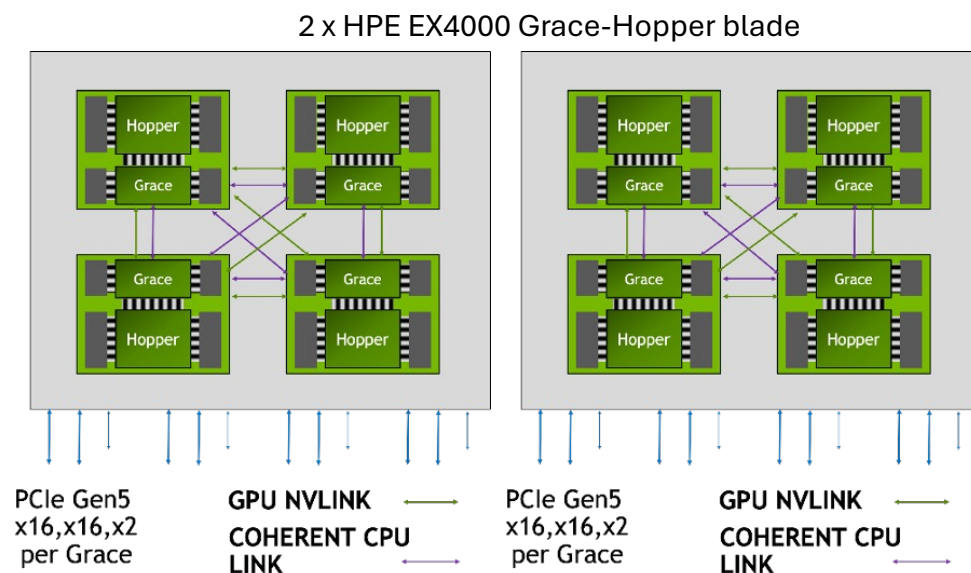 2 x HPE EX4000 Grace-Hopper blade
Hopper
Hopper
Grace
Grace
Grace
Grace
Hopper
Hopper
Hopper
Hopper
Grace
Grace
Grace
Grace
Hopper
Hopper
PCIe Gen5
x16,x16,x2
per Grace
GPU NVLINK
COHERENT CPU
LINK
PCIe Gen5
x16,x16,x2
per Grace
GPU NVLINK
COHERENT CPU
LINK